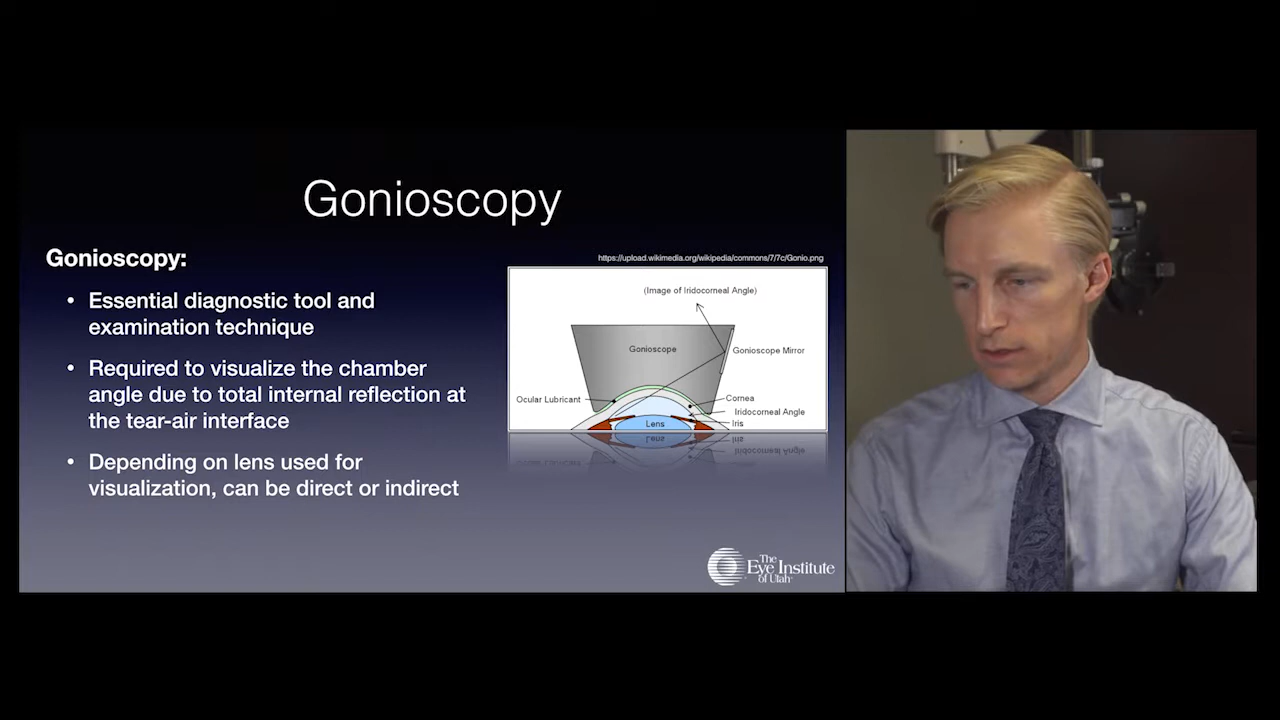 Gonioscopy
Gonioscopy:
• Essential diagnostic tool and
examination technique
• Required to visualize the chamber
angle due to total internal reflection at
the tear-air interface
• Depending on lens used for
visualization, can be direct or indirect
https://upload.wikimedia.org/wikipedia/commons/7/7c/Gonio.png
(Image of Iridocorneal Angle)
Gonioscope
Gonioscope Mirror
Ocular Lubricant
Cornea
Iridocorneal Angle
Iris
Lens
The
Eye Institute
of Utah